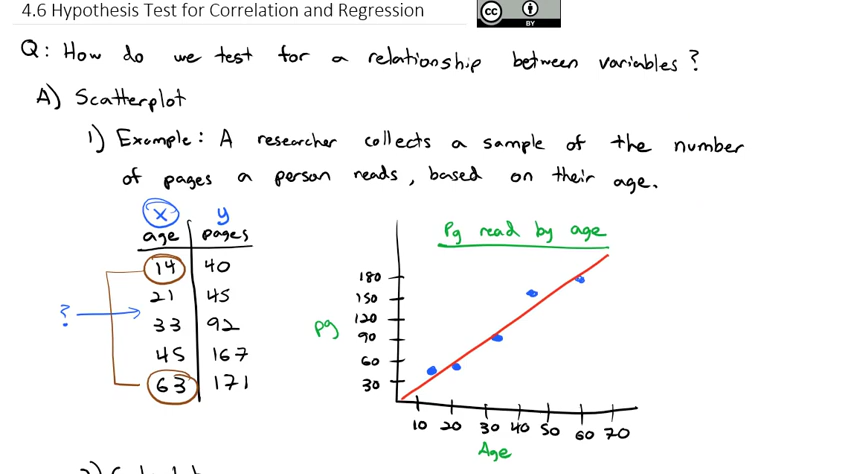 4.6 Hypothesis Test for Correlation and Regression
cc BY
Q: How do we test for a relationship between variables?
A) Scatterplot
1) Example: A researcher collects a sample of the number
of pages a person reads, based on their age.
x y
age pages
14 40
21 45
33 92
45 167
63 171
?
Pg read by age
180
150
120
90
60
30
pg
10 20 30 40 50 60 70
Age
2)